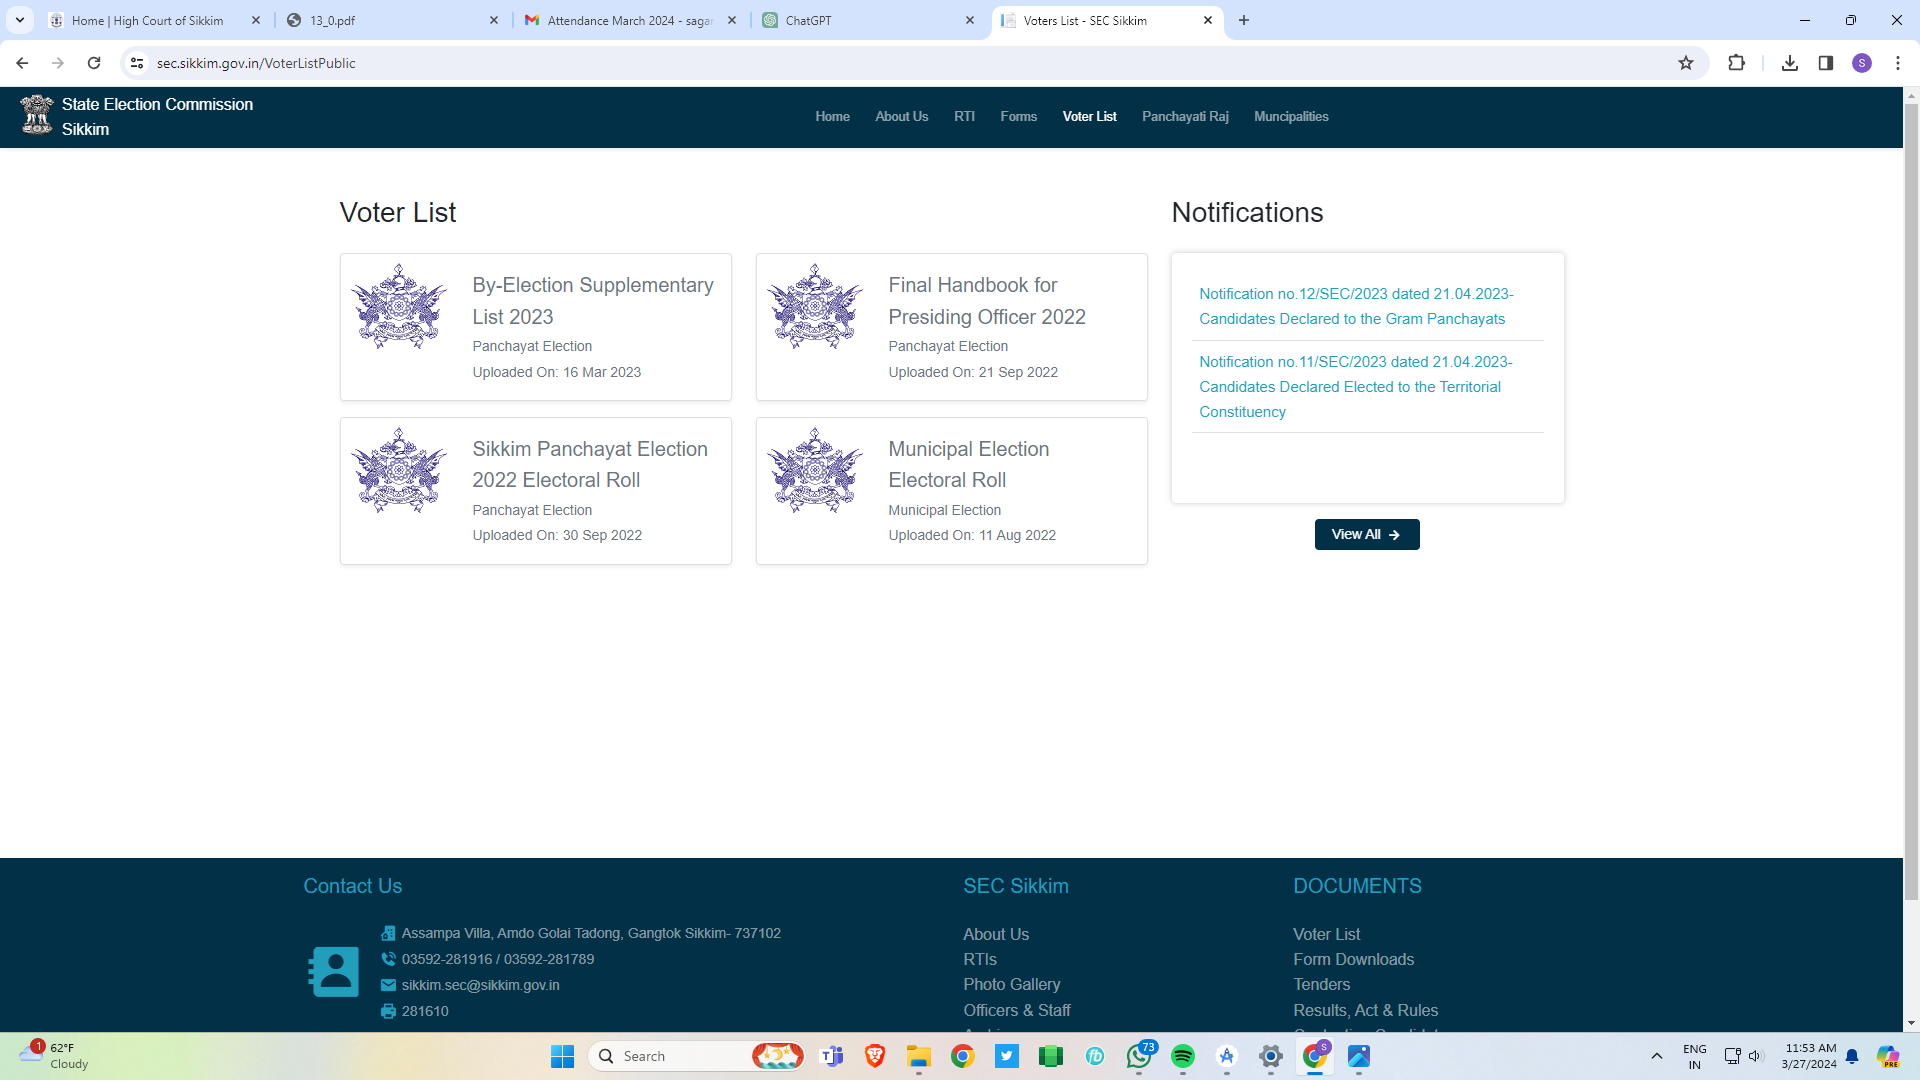 Home | High Court of Sikkim
13_0.pdf
Attendance March 2024 - sagar
ChatGPT
Voters List - SEC Sikkim
sec.sikkim.gov.in/VoterListPublic
S
State Election Commission
Sikkim
Home
About Us
RTI
Forms
Voter List
Panchayati Raj
Muncipalities
Voter List
By-Election Supplementary
List 2023
Panchayat Election
Uploaded On: 16 Mar 2023
Final Handbook for
Presiding Officer 2022
Panchayat Election
Uploaded On: 21 Sep 2022
Sikkim Panchayat Election
2022 Electoral Roll
Panchayat Election
Uploaded On: 30 Sep 2022
Municipal Election
Electoral Roll
Municipal Election
Uploaded On: 11 Aug 2022
Notifications
Notification no.12/SEC/2023 dated 21.04.2023-
Candidates Declared to the Gram Panchayats
Notification no.11/SEC/2023 dated 21.04.2023-
Candidates Declared Elected to the Territorial
Constituency
View All
Contact Us
Assampa Villa, Amdo Golai Tadong, Gangtok Sikkim- 737102
03592-281916 / 03592-281789
sikkim.sec@sikkim.gov.in
281610
SEC Sikkim
About Us
RTIs
Photo Gallery
Officers & Staff
DOCUMENTS
Voter List
Form Downloads
Tenders
Results, Act & Rules
1
62°F
Cloudy
Search
73
S
ENG
IN
11:53 AM
3/27/2024
PRE